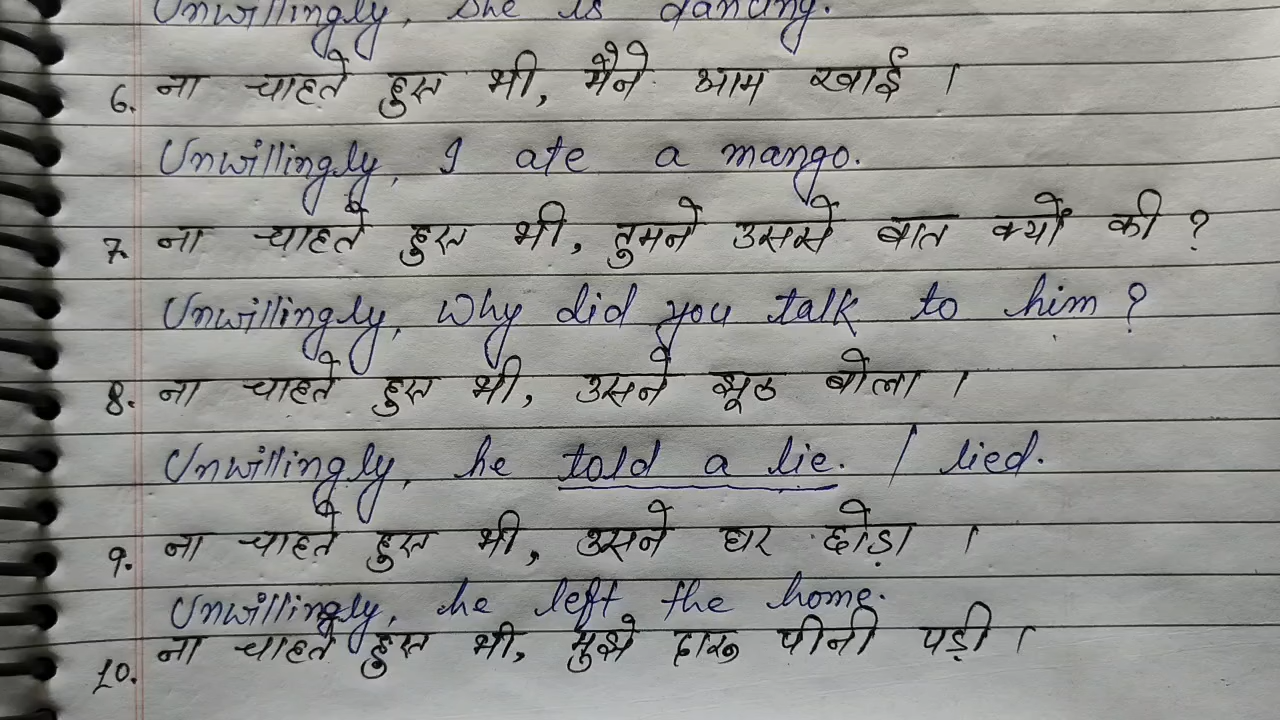 Unwillingly, she is dancing.
6. ना चाहते हुए भी, मैंने आम खाई ।
Unwillingly, I ate a mango.
7. ना चाहते हुए भी, तुमने उससे बात क्यों की ?
Unwillingly, Why did you talk to him ?
8. ना चाहते हुए भी, उसने झूठ बोला ।
Unwillingly, he told a lie. / lied.
9. ना चाहते हुए भी, उसने घर छोड़ा ।
Unwillingly, he left the home.
10. ना चाहते हुए भी, मुझे दारू पीनी पड़ी ।